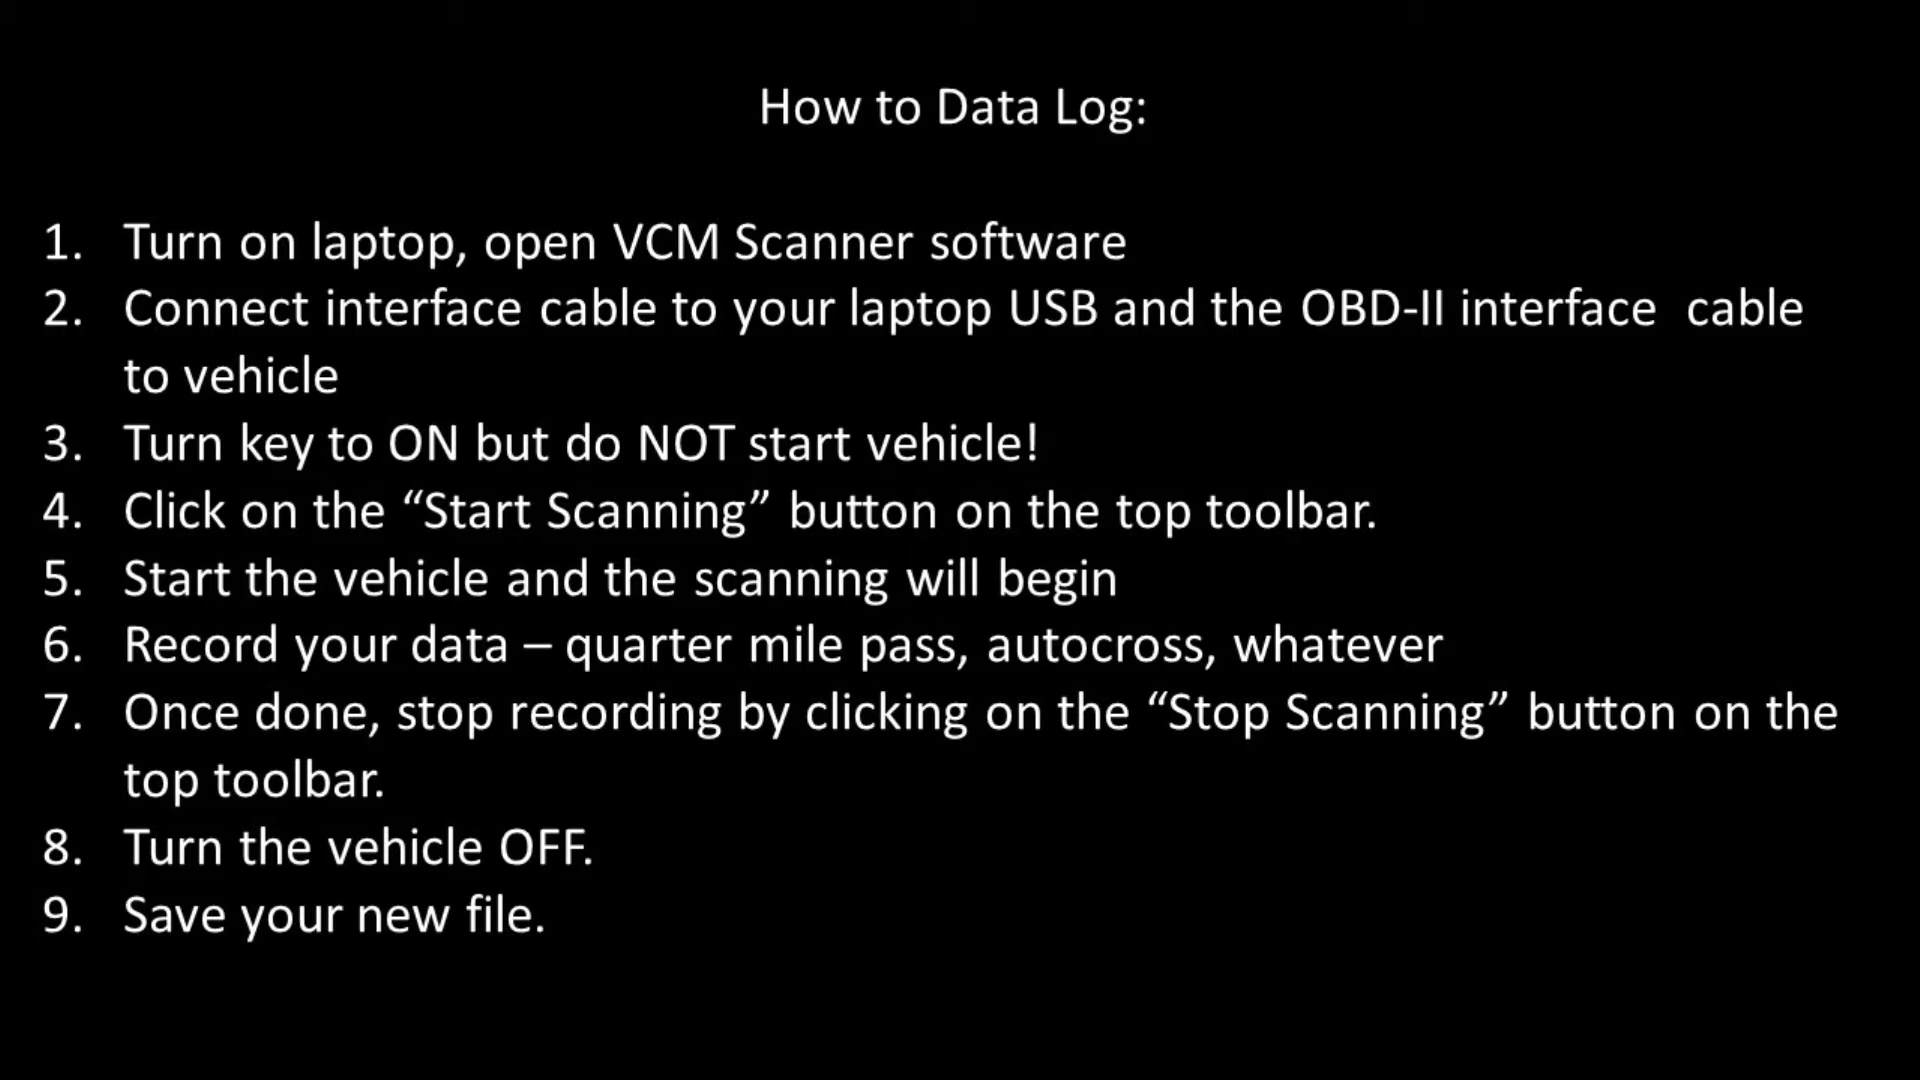 How to Data Log:
1. Turn on laptop, open VCM Scanner software
2. Connect interface cable to your laptop USB and the OBD-II interface  cable
to vehicle
3. Turn key to ON but do NOT start vehicle!
4. Click on the “Start Scanning” button on the top toolbar.
5. Start the vehicle and the scanning will begin
6. Record your data – quarter mile pass, autocross, whatever
7. Once done, stop recording by clicking on the “Stop Scanning” button on the
top toolbar.
8. Turn the vehicle OFF.
9. Save your new file.